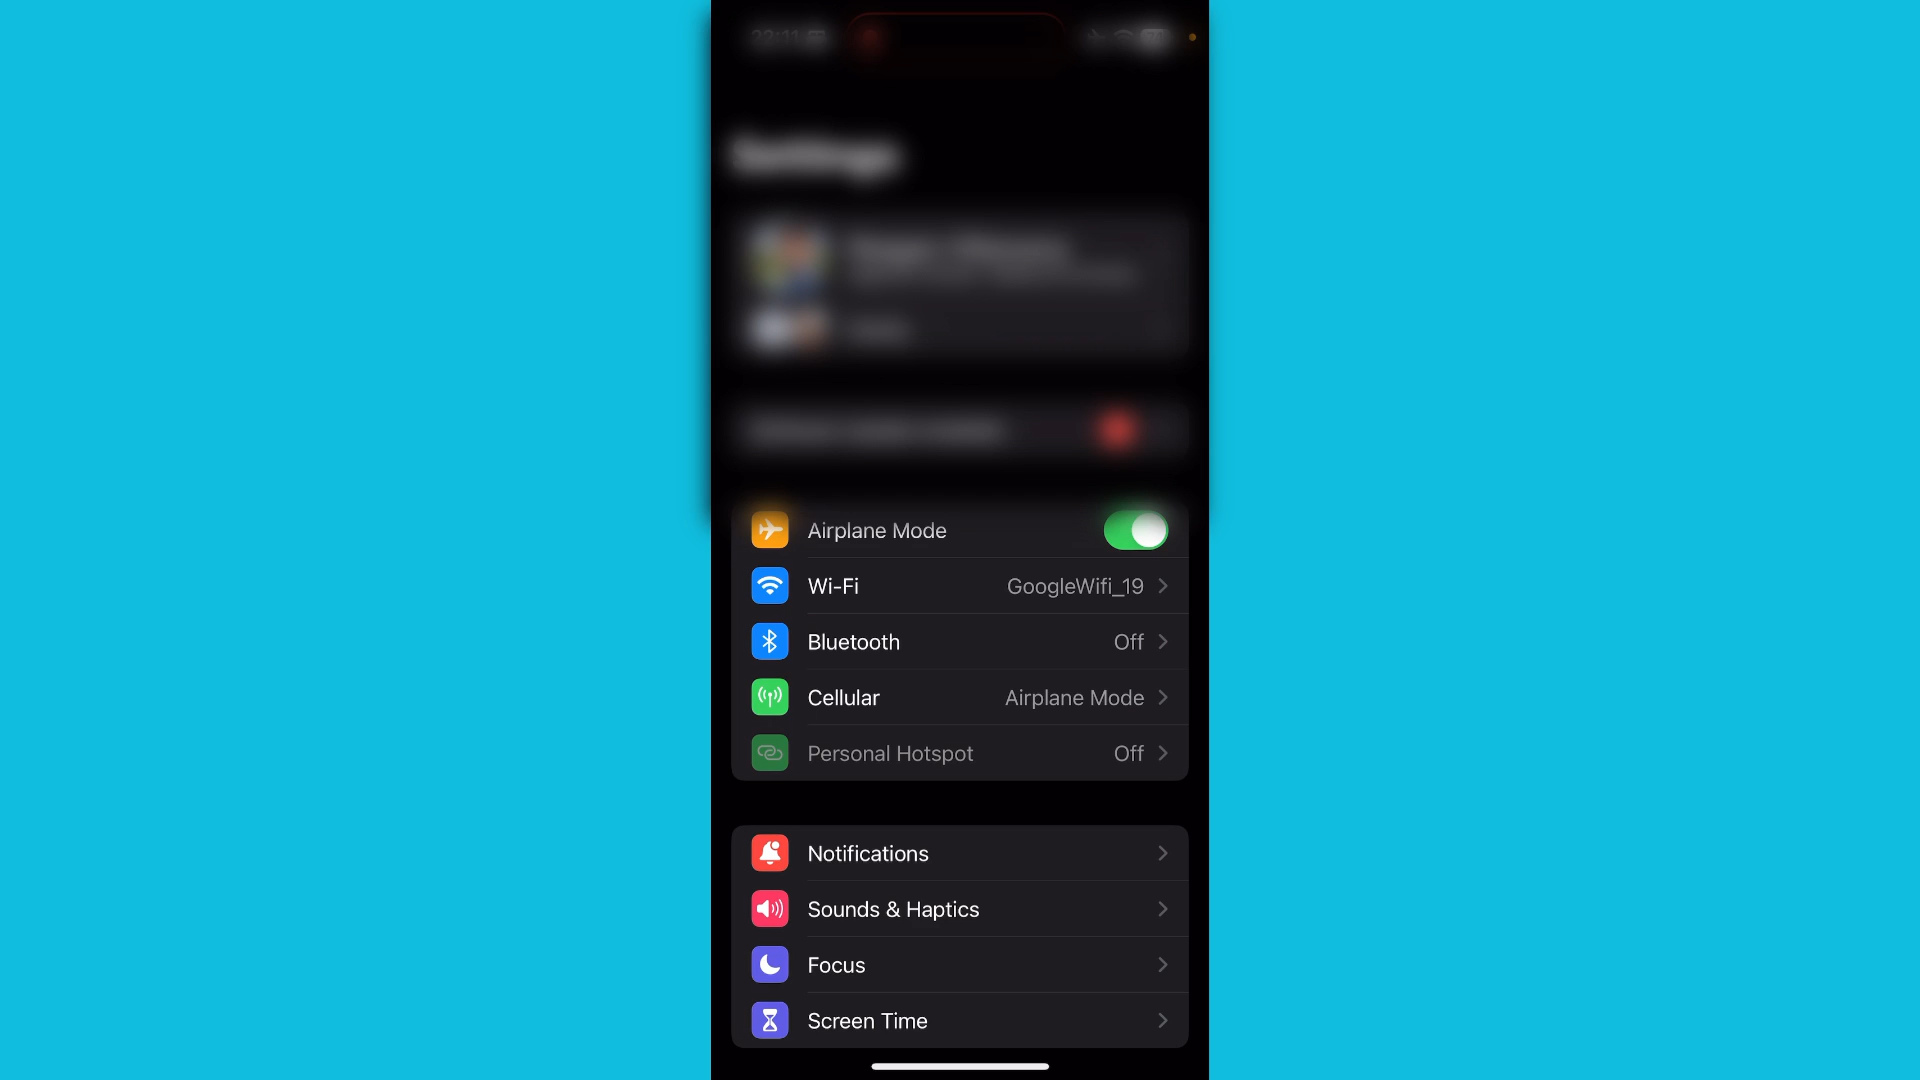 Settings
Airplane Mode
Wi-Fi GoogleWifi_19
Bluetooth Off
Cellular Airplane Mode
Personal Hotspot Off
Notifications
Sounds & Haptics
Focus
Screen Time